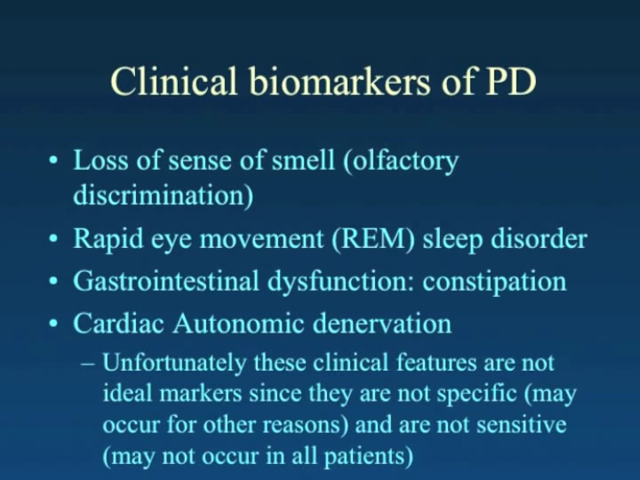 Clinical biomarkers of PD
• Loss of sense of smell (olfactory
discrimination)
• Rapid eye movement (REM) sleep disorder
• Gastrointestinal dysfunction: constipation
• Cardiac Autonomic denervation
– Unfortunately these clinical features are not
ideal markers since they are not specific (may
occur for other reasons) and are not sensitive
(may not occur in all patients)